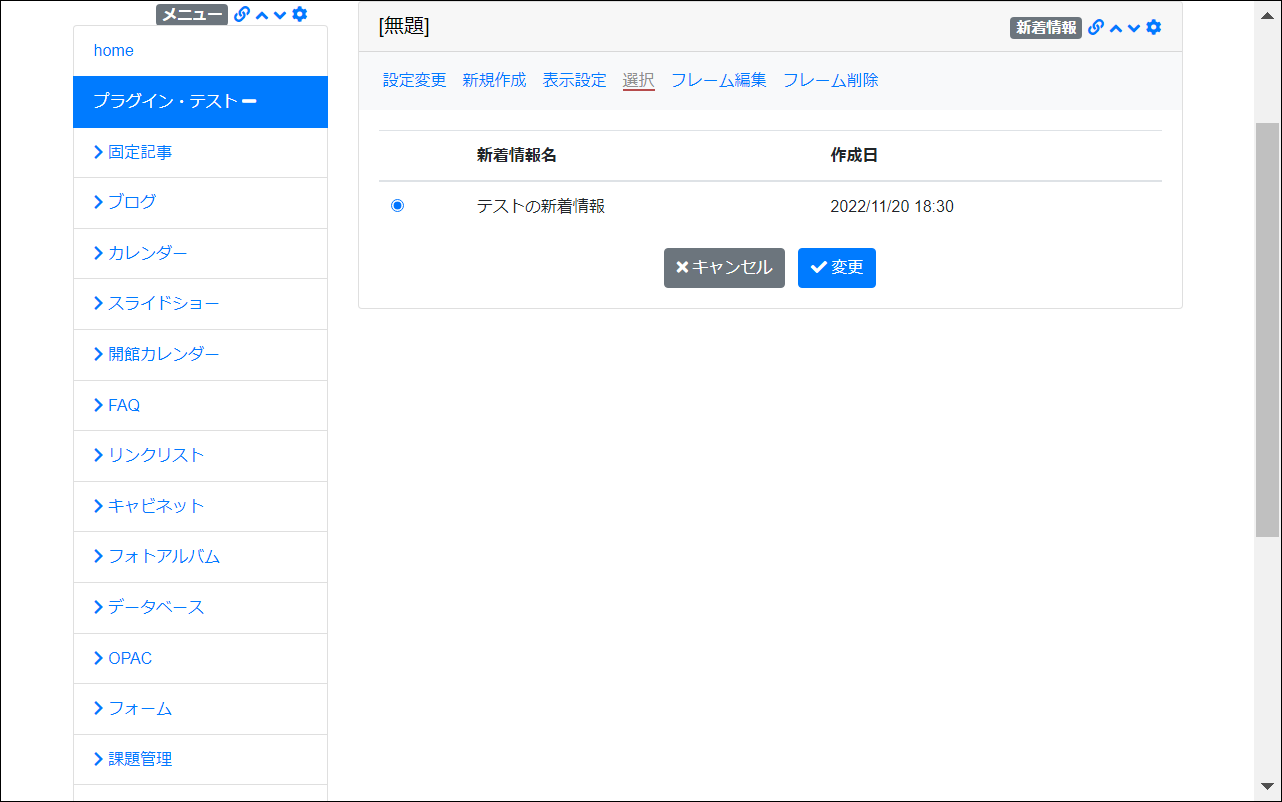 メニュー
home
プラグイン・テスト
固定記事
ブログ
カレンダー
スライドショー
開館カレンダー
FAQ
リンクリスト
キャビネット
フォトアルバム
データベース
OPAC
フォーム
課題管理
[無題]
新着情報
設定変更 新規作成 表示設定 選択 フレーム編集 フレーム削除
新着情報名 作成日
テストの新着情報 2022/11/20 18:30
キャンセル 変更